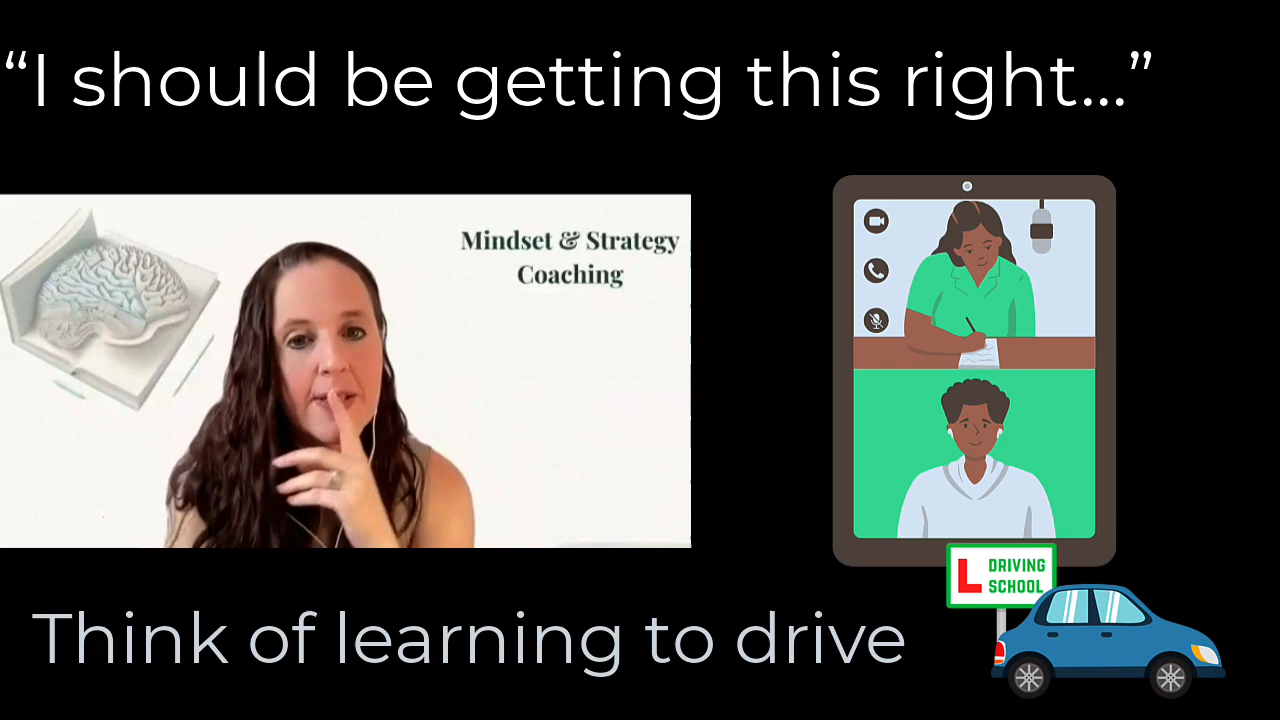 “I should be getting this right...”
Mindset & Strategy
Coaching
L DRIVING
SCHOOL
Think of learning to drive